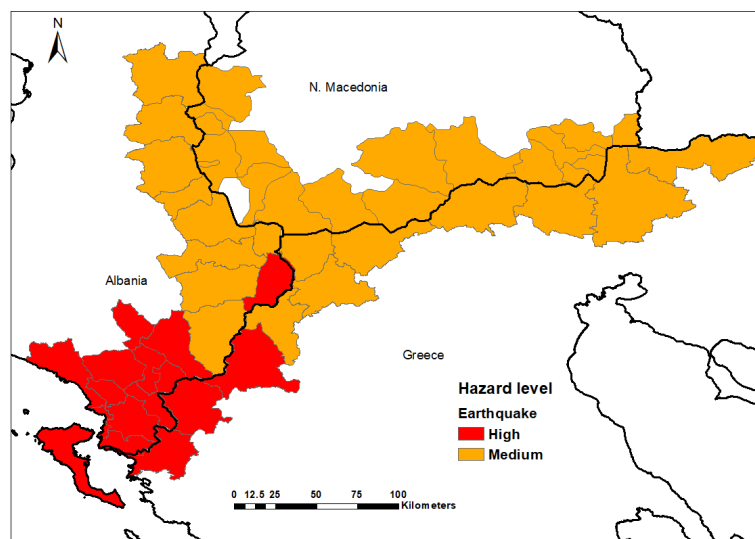 N
N. Macedonia
Albania
Greece
Hazard level
Earthquake
High
Medium
0 12.5 25 50 75 100
Kilometers